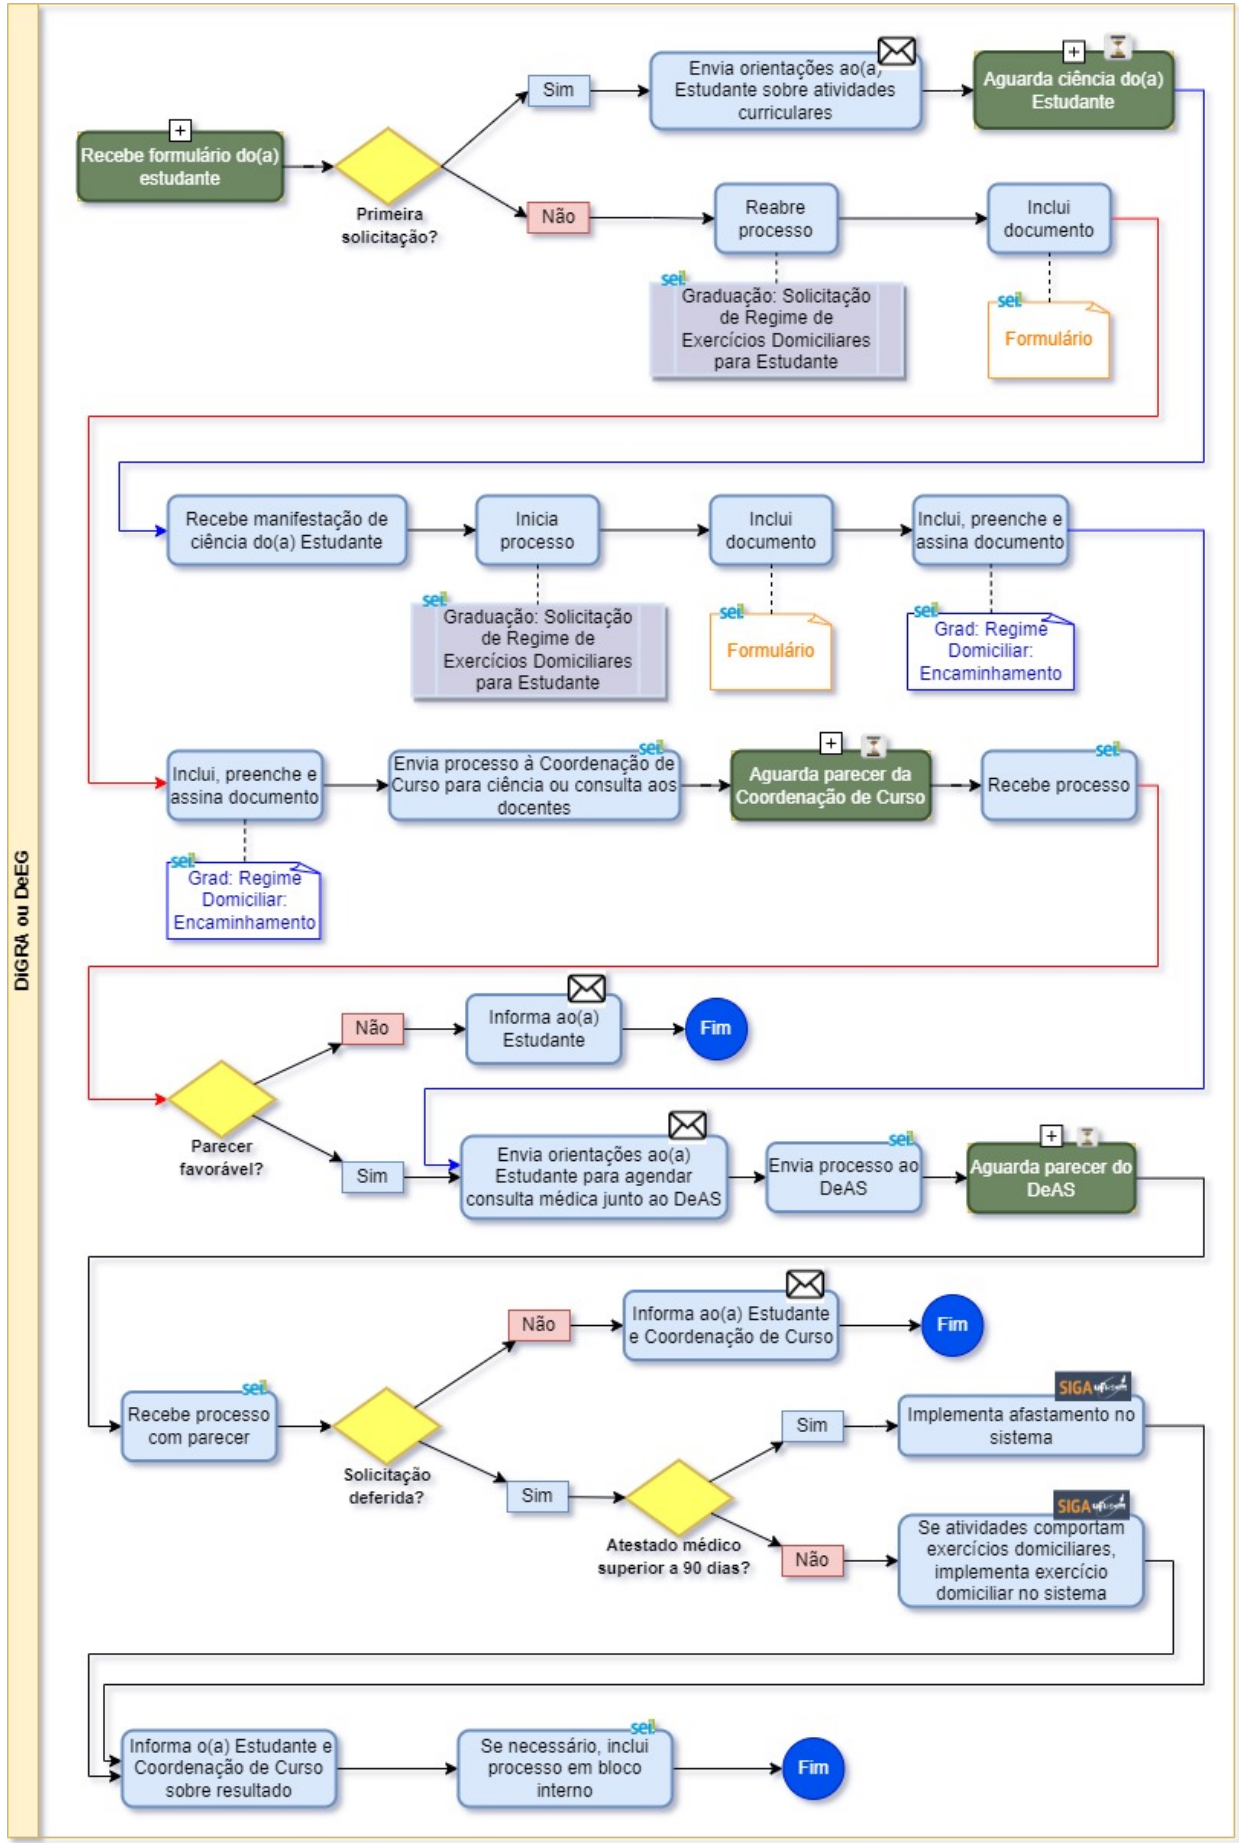 DiGRA ou DeEG
Recebe formulário do(a)
estudante
Primeira
solicitação?
Sim
Envia orientações ao(a)
Estudante sobre atividades
curriculares
Aguarda ciência do(a)
Estudante
Não
Reabre
processo
sei!
Graduação: Solicitação
de Regime de
Exercícios Domiciliares
para Estudante
Inclui
documento
sei!
Formulário
Recebe manifestação de
ciência do(a) Estudante
Inicia
processo
sei!
Graduação: Solicitação
de Regime de
Exercícios Domiciliares
para Estudante
Inclui
documento
sei!
Formulário
Inclui, preenche e
assina documento
sei!
Grad: Regime
Domiciliar:
Encaminhamento
Inclui, preenche e
assina documento
sei!
Grad: Regime
Domiciliar:
Encaminhamento
sei!
Envia processo à Coordenação de
Curso para ciência ou consulta aos
docentes
Aguarda parecer da
Coordenação de Curso
sei!
Recebe processo
Parecer
favorável?
Não
Informa ao(a)
Estudante
Fim
Sim
Envia orientações ao(a)
Estudante para agendar
consulta médica junto ao DeAS
sei!
Envia processo ao
DeAS
Aguarda parecer do
DeAS
sei!
Recebe processo
com parecer
Solicitação
deferida?
Não
Informa ao(a) Estudante
e Coordenação de Curso
Fim
Sim
Atestado médico
superior a 90 dias?
Sim
SIGA
Implementa afastamento no
sistema
Não
SIGA
Se atividades comportam
exercícios domiciliares,
implementa exercício
domiciliar no sistema
Informa o(a) Estudante e
Coordenação de Curso
sobre resultado
sei!
Se necessário, inclui
processo em bloco
interno
Fim